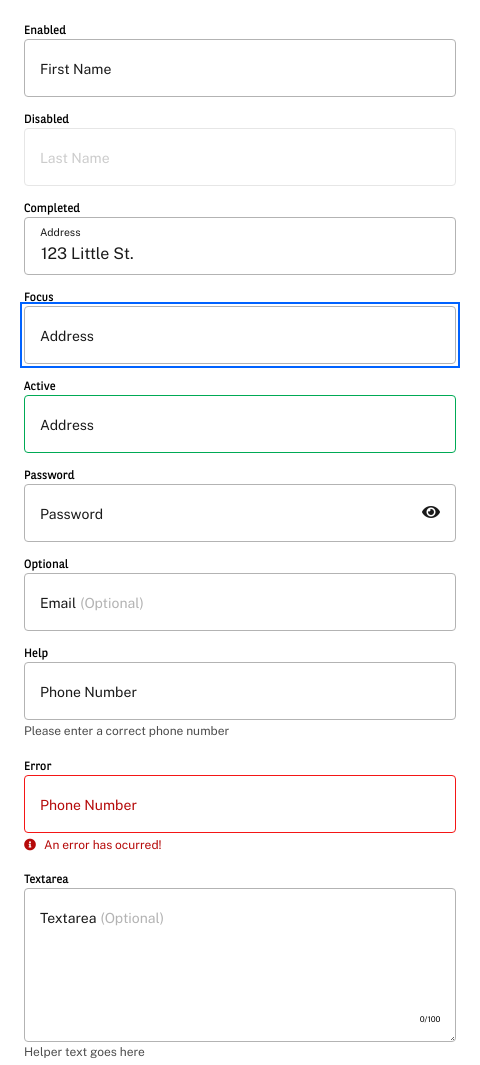 Enabled
First Name
Disabled
Last Name
Completed
Address
123 Little St.
Focus
Address
Active
Address
Password
Password
Optional
Email (Optional)
Help
Phone Number
Please enter a correct phone number
Error
Phone Number
An error has ocurred!
Textarea
Textarea (Optional)
0/100
Helper text goes here